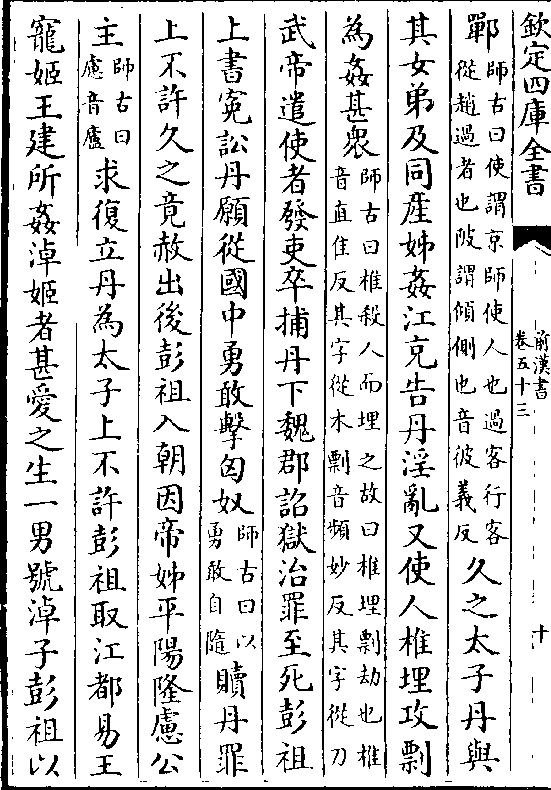 欽定四庫全書
前漢書
卷五十三
十
鄲師古曰使謂京師使人也過客行客從趙過者也陂謂傾側也音彼義反久之太子丹與
其女弟及同産姊姦江充告丹淫亂又使人椎埋攻剽
為姦甚衆師古曰椎殺人而埋之故曰椎埋剽劫也椎音直隹反其字從木剽音頻妙反其字從刀
武帝遣使者發吏卒捕丹下魏郡詔獄治罪至死彭祖
上書寃訟丹願從國中勇敢擊匈奴師古曰以勇敢自隨贖丹罪
上不許久之竟赦出後彭祖入朝因帝姊平陽隆慮公
主師古曰慮音廬求復立丹為太子上不許彭祖取江都易王
寵姬王建所姦淖姬者甚愛之生一男號淖子彭祖以